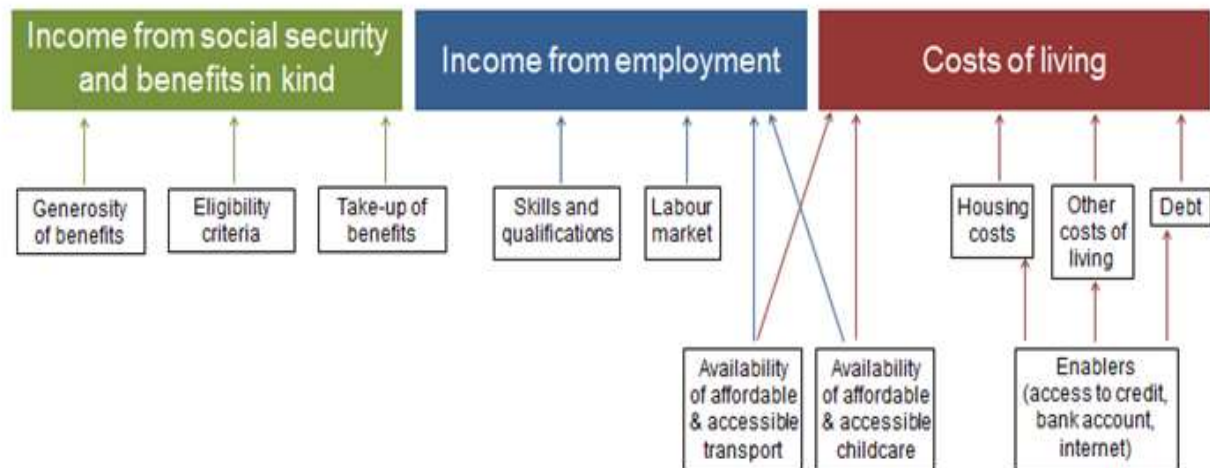 Income from social security
and benefits in kind
Income from employment
Costs of living
Generosity
of benefits
Eligibility
criteria
Take-up of
benefits
Skills and
qualifications
Labour
market
Housing
costs
Other
costs of
living
Debt
Availability
of affordable
& accessible
transport
Availability
of affordable
& accessible
childcare
Enablers
(access to credit,
bank account,
internet)